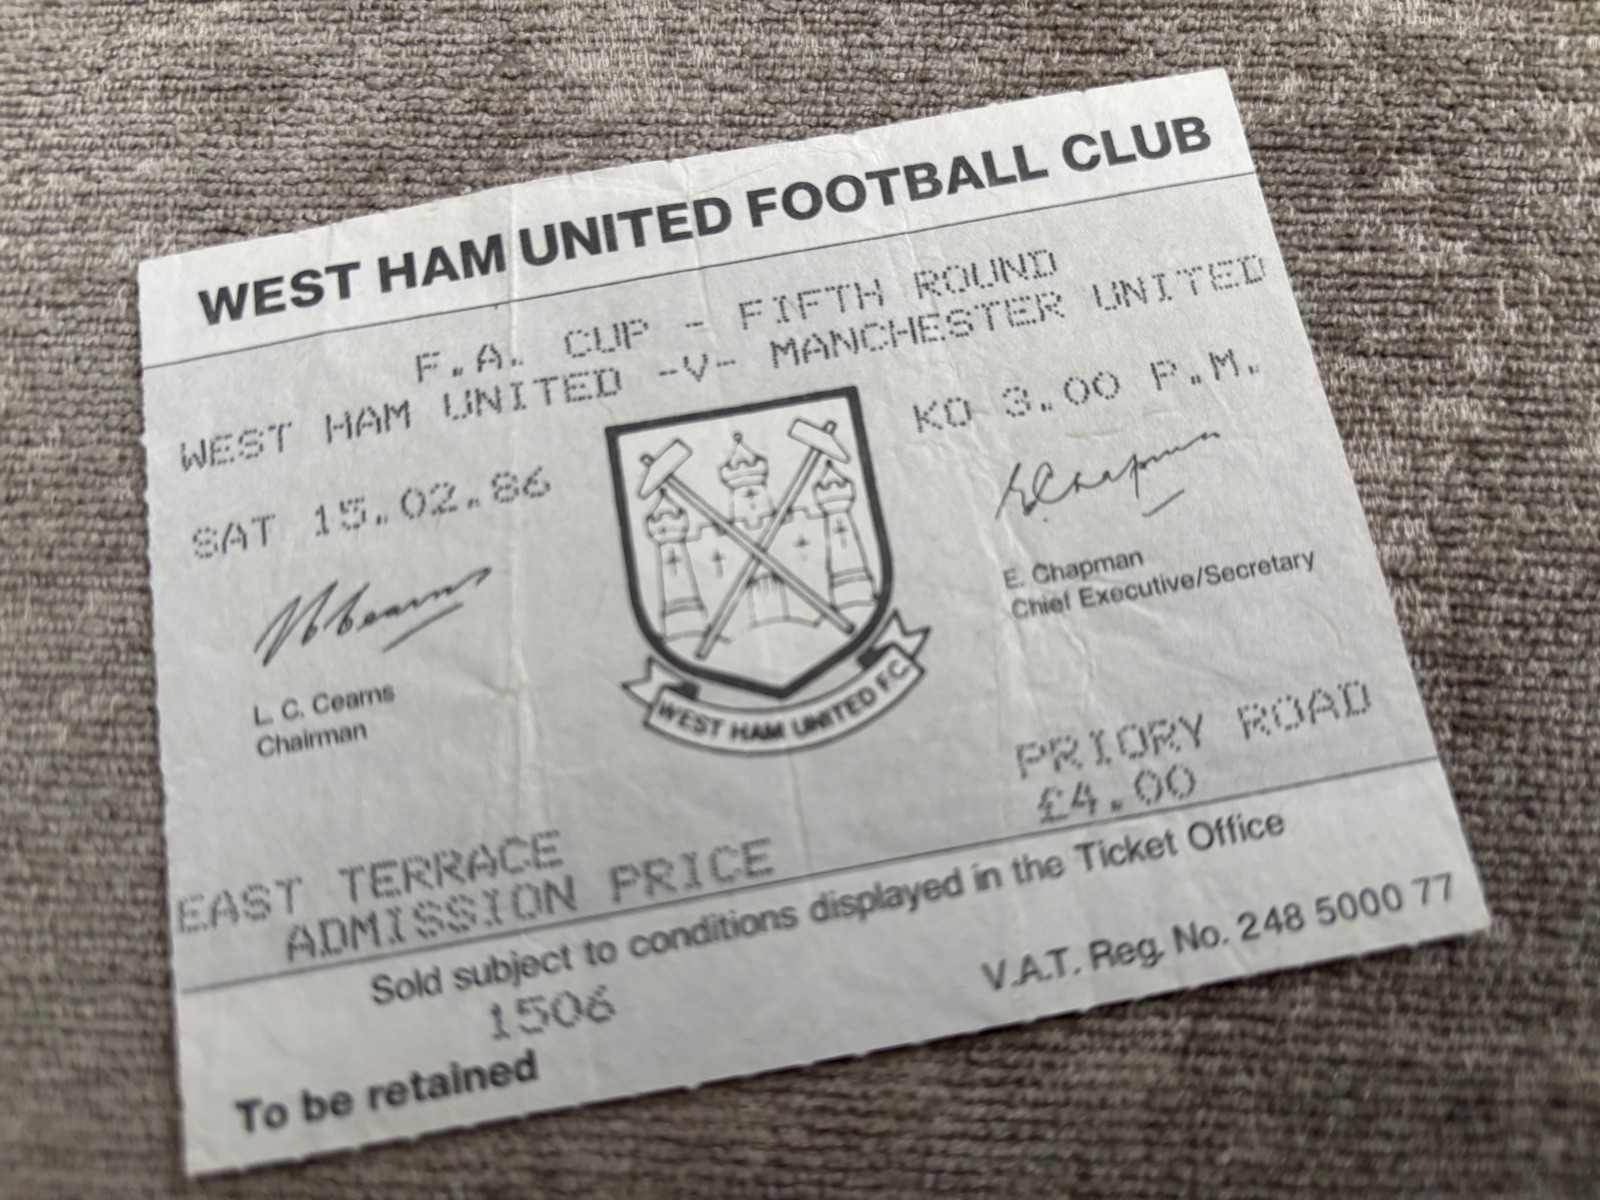 WEST HAM UNITED FOOTBALL CLUB
F.A. CUP - FIFTH ROUND
WEST HAM UNITED -V- MANCHESTER UNITED
SAT 15.02.86
KO 3.00 P.M.
L. C. Cearns
Chairman
E. Chapman
Chief Executive/Secretary
WEST HAM UNITED FC
EAST TERRACE
PRIORY ROAD
ADMISSION PRICE
£4.00
Sold subject to conditions displayed in the Ticket Office
1506
V.A.T. Reg. No. 248 5000 77
To be retained